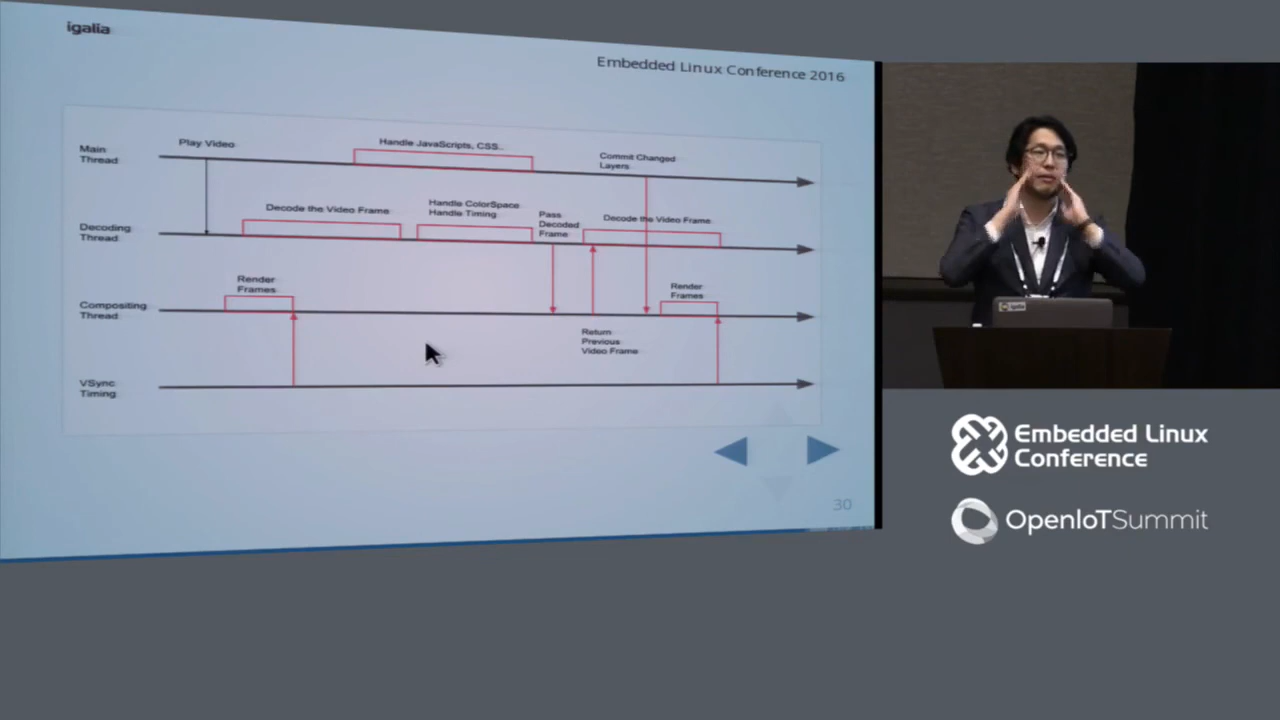 igalia
Embedded Linux Conference 2016
Main
Thread
Play Video
Handle JavaScripts, CSS..
Commit Changed
Layers
Decoding
Thread
Decode the Video Frame
Handle ColorSpace
Handle Timing
Pass
Decoded
Frame
Decode the Video Frame
Compositing
Thread
Render
Frames
Render
Frames
Return
Previous
Video Frame
VSync
Timing
30
igalia
Embedded Linux
Conference
OpenIoTSummit